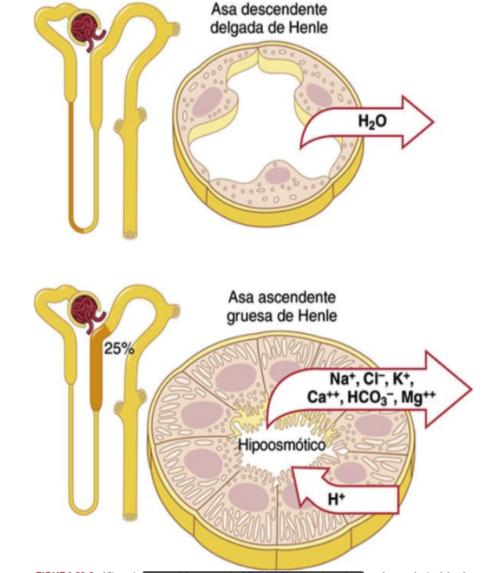 Asa descendente
delgada de Henle
H₂O
Asa ascendente
gruesa de Henle
25%
Na⁺, Cl⁻, K⁺,
Ca⁺⁺, HCO₃⁻, Mg⁺⁺
Hipoosmótico
H⁺